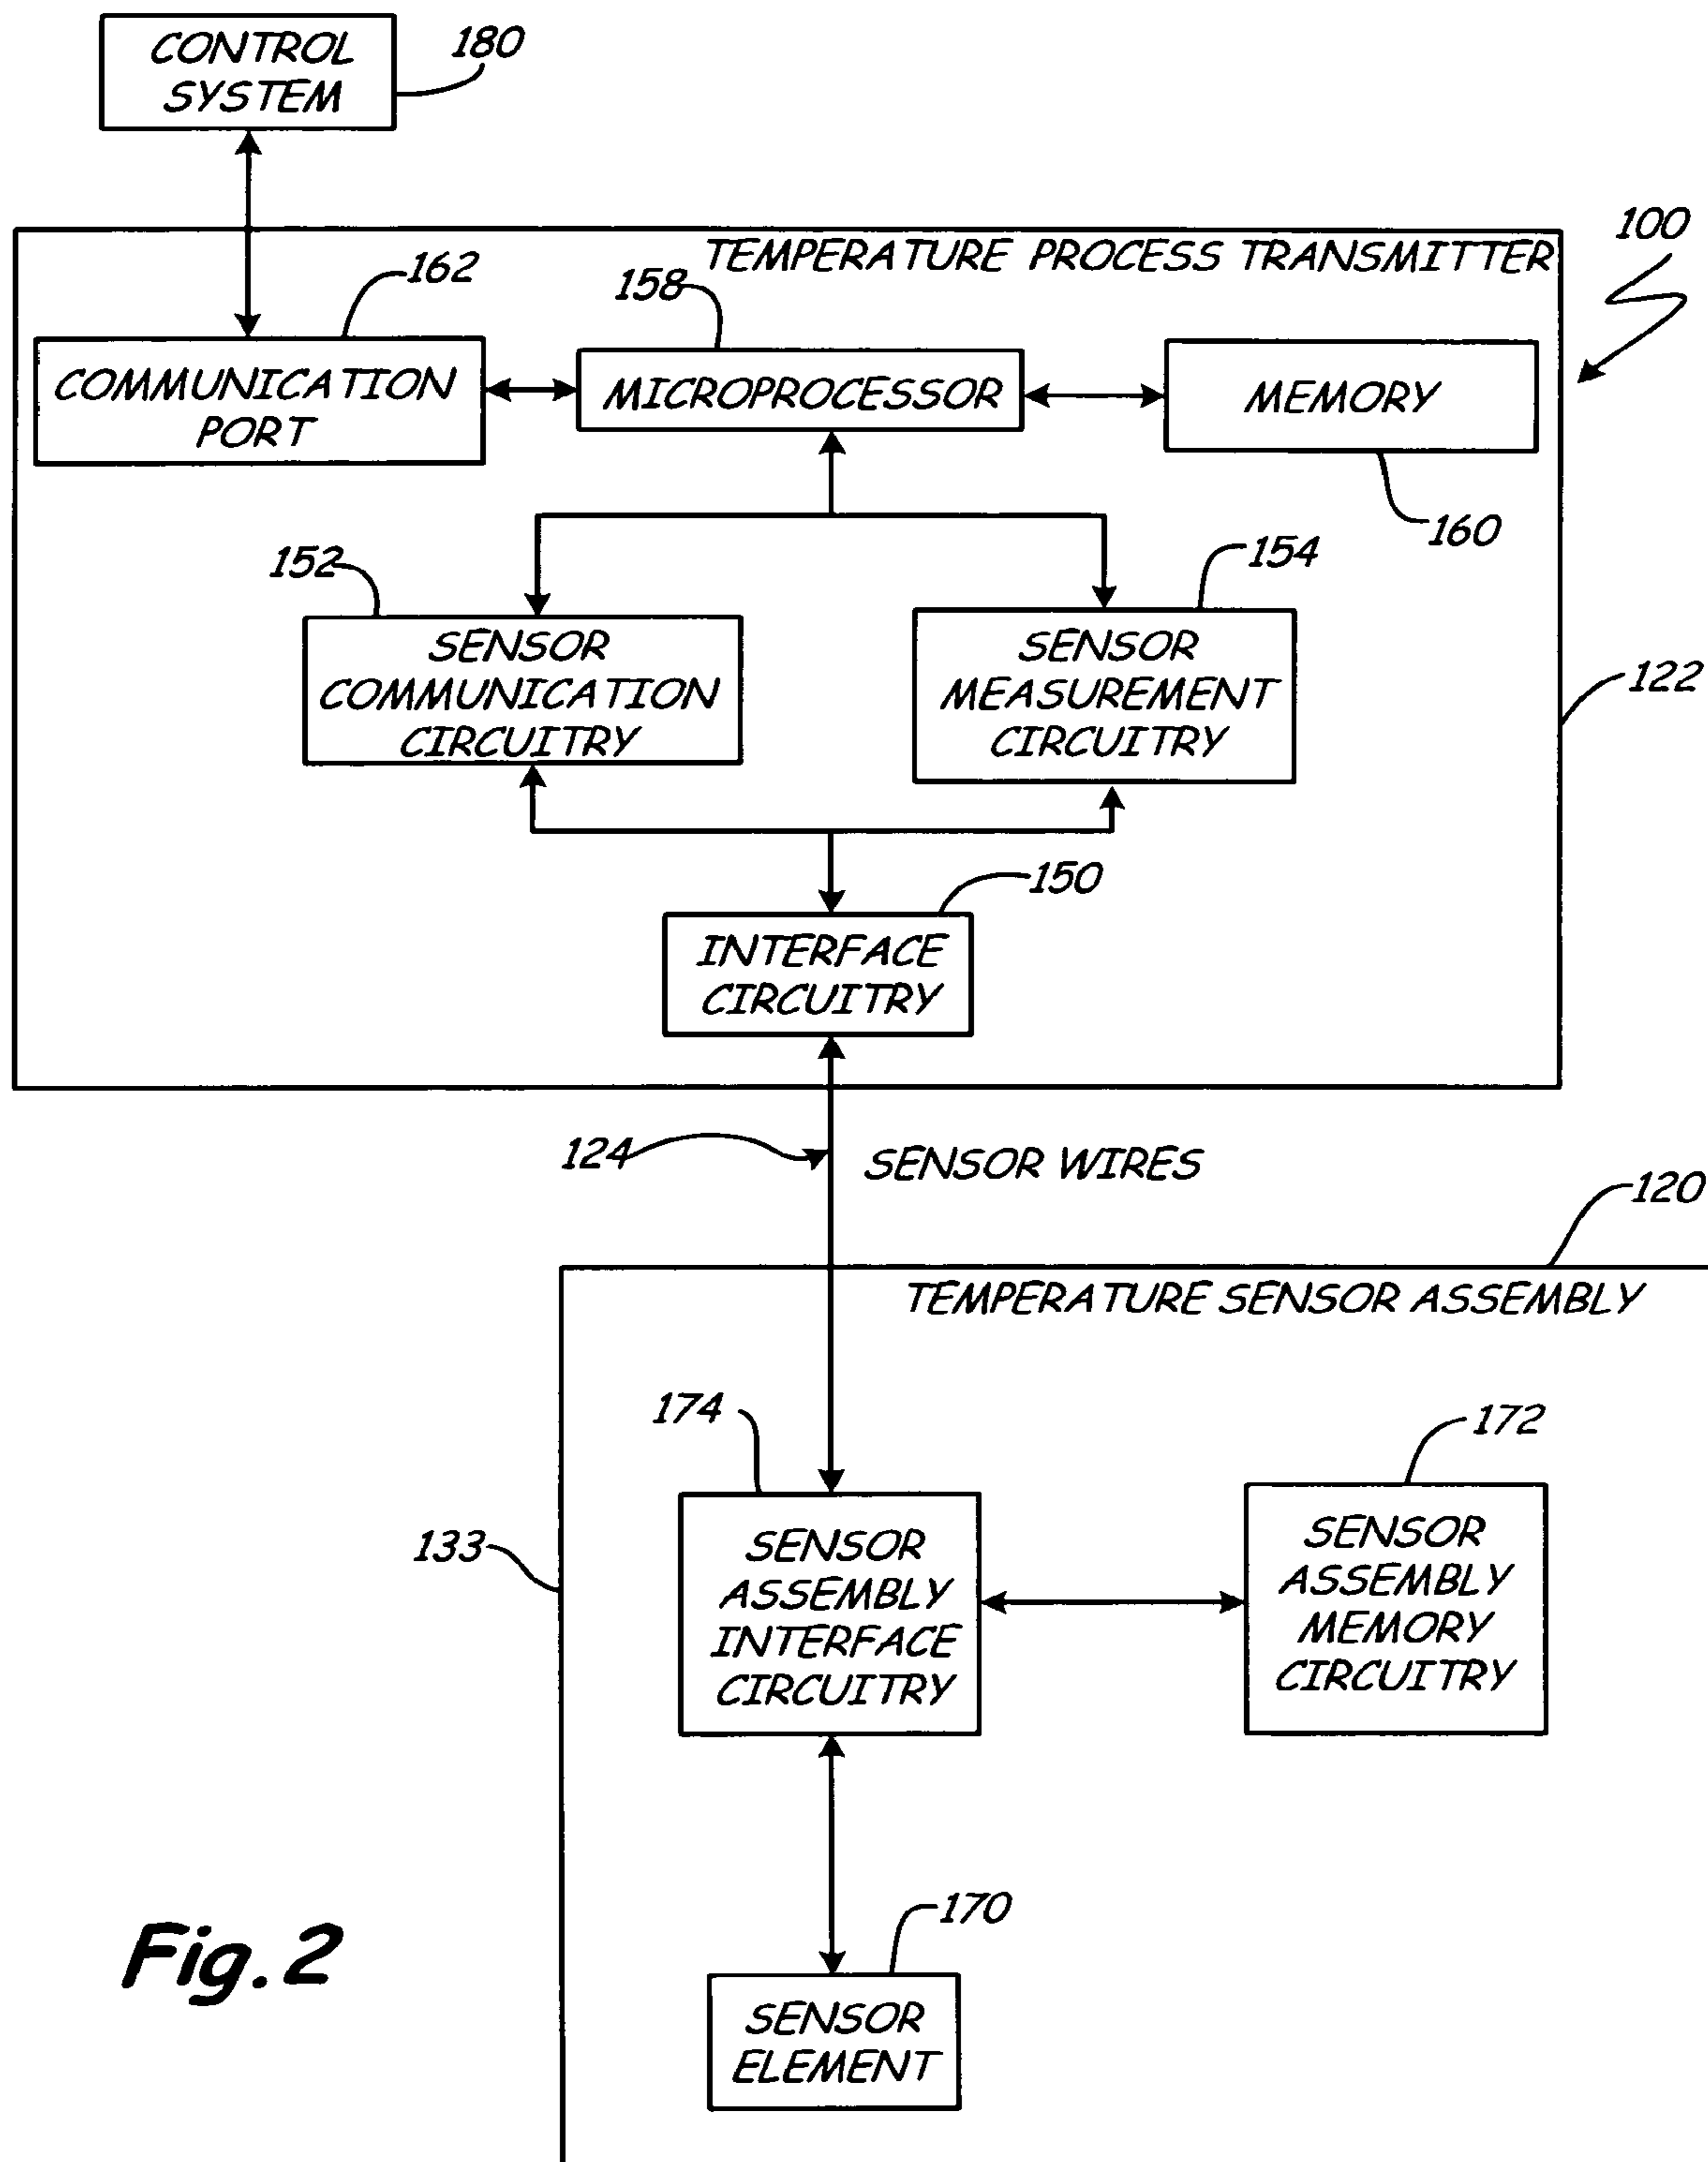 CONTROL
SYSTEM
180
100
TEMPERATURE PROCESS TRANSMITTER
162
158
COMMUNICATION
PORT
MICROPROCESSOR
MEMORY
160
152
154
SENSOR
COMMUNICATION
CIRCUITRY
SENSOR
MEASUREMENT
CIRCUITRY
122
150
INTERFACE
CIRCUITRY
124
SENSOR WIRES
120
TEMPERATURE SENSOR ASSEMBLY
174
172
133
SENSOR
ASSEMBLY
INTERFACE
CIRCUITRY
SENSOR
ASSEMBLY
MEMORY
CIRCUITRY
170
SENSOR
ELEMENT
Fig. 2